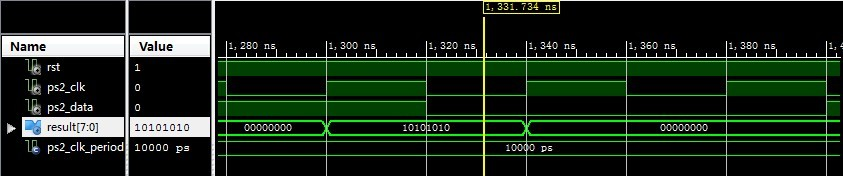 1,331.734 ns
Name Value 1,280 ns 1,300 ns 1,320 ns 1,340 ns 1,360 ns 1,380 ns 1,4
rst 1
ps2_clk 0
ps2_data 0
result[7:0] 10101010 00000000 10101010 00000000
ps2_clk_period 10000 ps 10000 ps